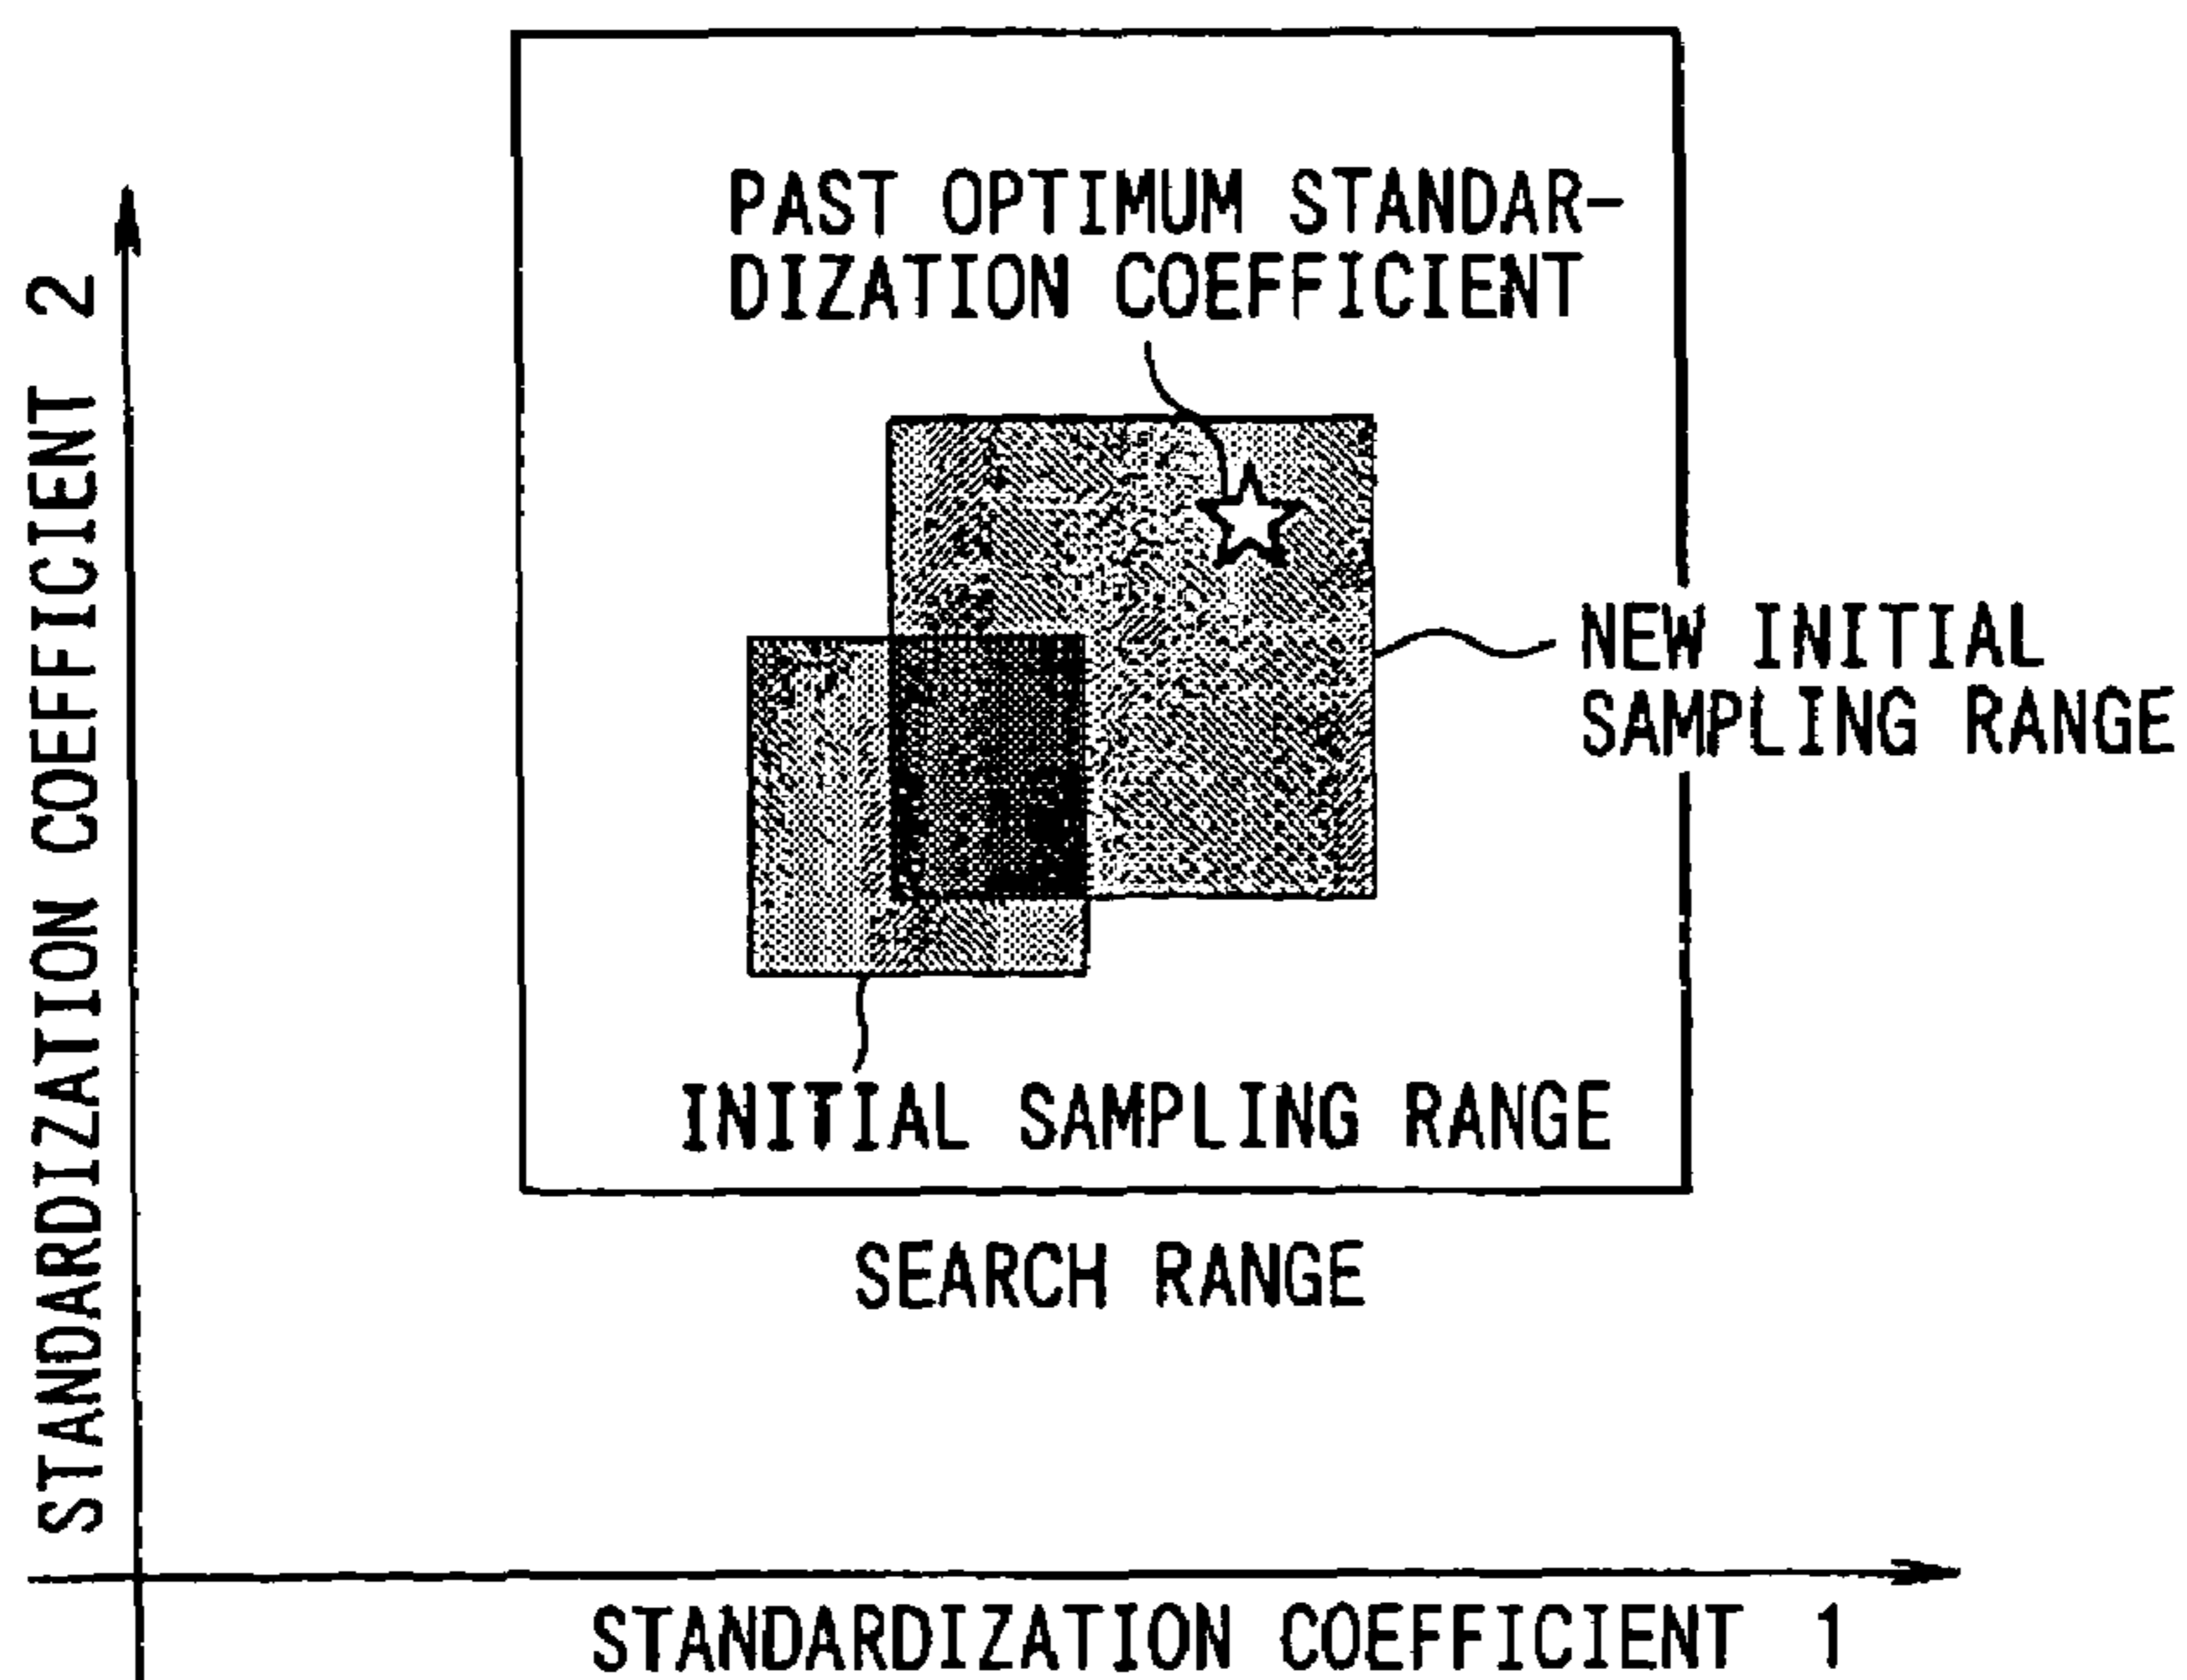 PAST OPTIMUM STANDAR-
DIZATION COEFFICIENT
NEW INITIAL
SAMPLING RANGE
INITIAL SAMPLING RANGE
SEARCH RANGE
STANDARDIZATION COEFFICIENT 2
STANDARDIZATION COEFFICIENT 1